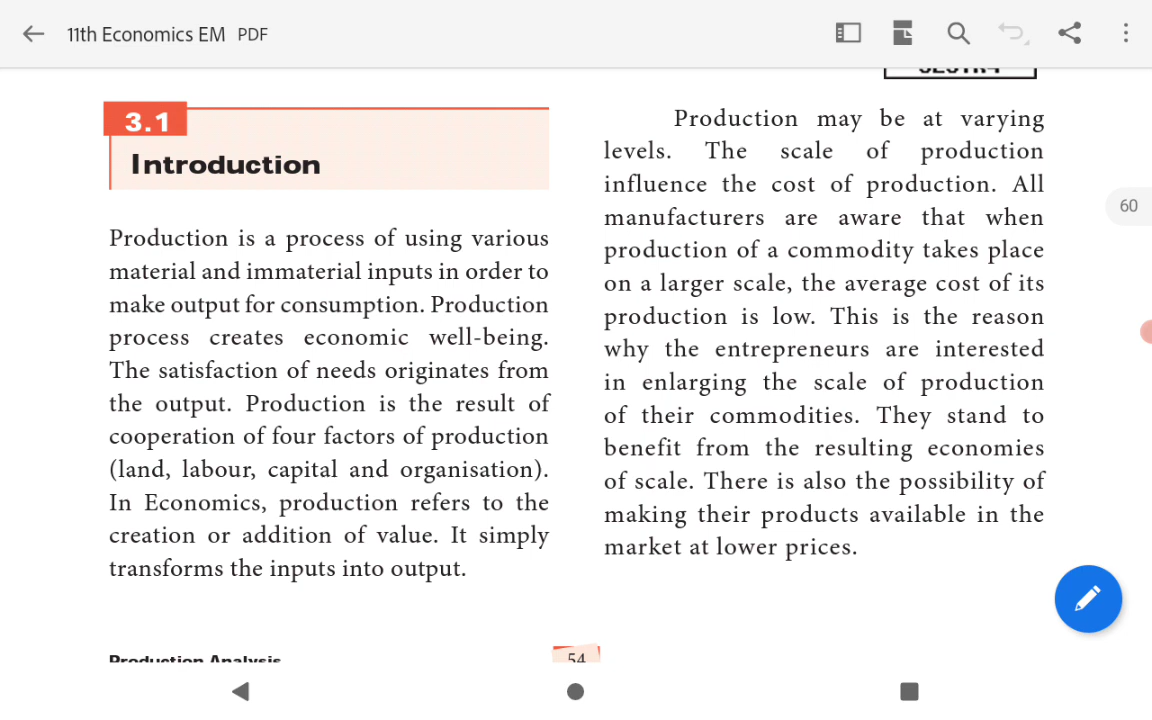 11th Economics EM PDF
3.1
Introduction
Production is a process of using various
material and immaterial inputs in order to
make output for consumption. Production
process creates economic well-being.
The satisfaction of needs originates from
the output. Production is the result of
cooperation of four factors of production
(land, labour, capital and organisation).
In Economics, production refers to the
creation or addition of value. It simply
transforms the inputs into output.
Production may be at varying
levels. The scale of production
influence the cost of production. All
manufacturers are aware that when
production of a commodity takes place
on a larger scale, the average cost of its
production is low. This is the reason
why the entrepreneurs are interested
in enlarging the scale of production
of their commodities. They stand to
benefit from the resulting economies
of scale. There is also the possibility of
making their products available in the
market at lower prices.
60
Production Analysis
54